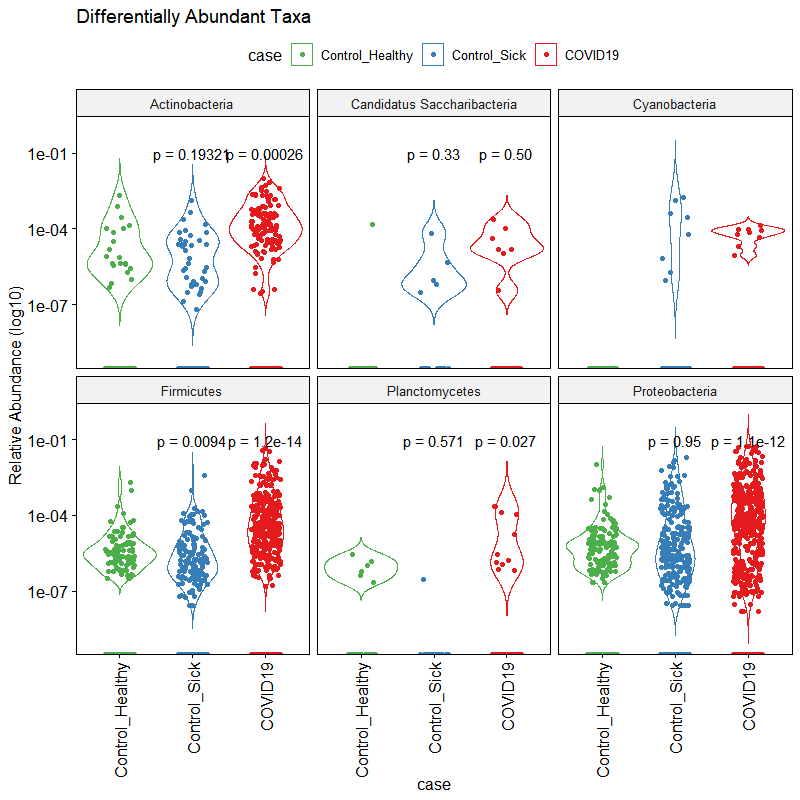 Differentially Abundant Taxa
case Control_Healthy Control_Sick COVID19
Actinobacteria Candidatus Saccharibacteria Cyanobacteria
1e-01 p = 0.19321 p = 0.00026 p = 0.33 p = 0.50
1e-04
1e-07
Relative Abundance (log10)
Firmicutes Planctomycetes Proteobacteria
1e-01 p = 0.0094 p = 1.2e-14 p = 0.571 p = 0.027 p = 0.95 p = 1.1e-12
1e-04
1e-07
Control_Healthy Control_Sick COVID19 Control_Healthy Control_Sick COVID19 Control_Healthy Control_Sick COVID19
case